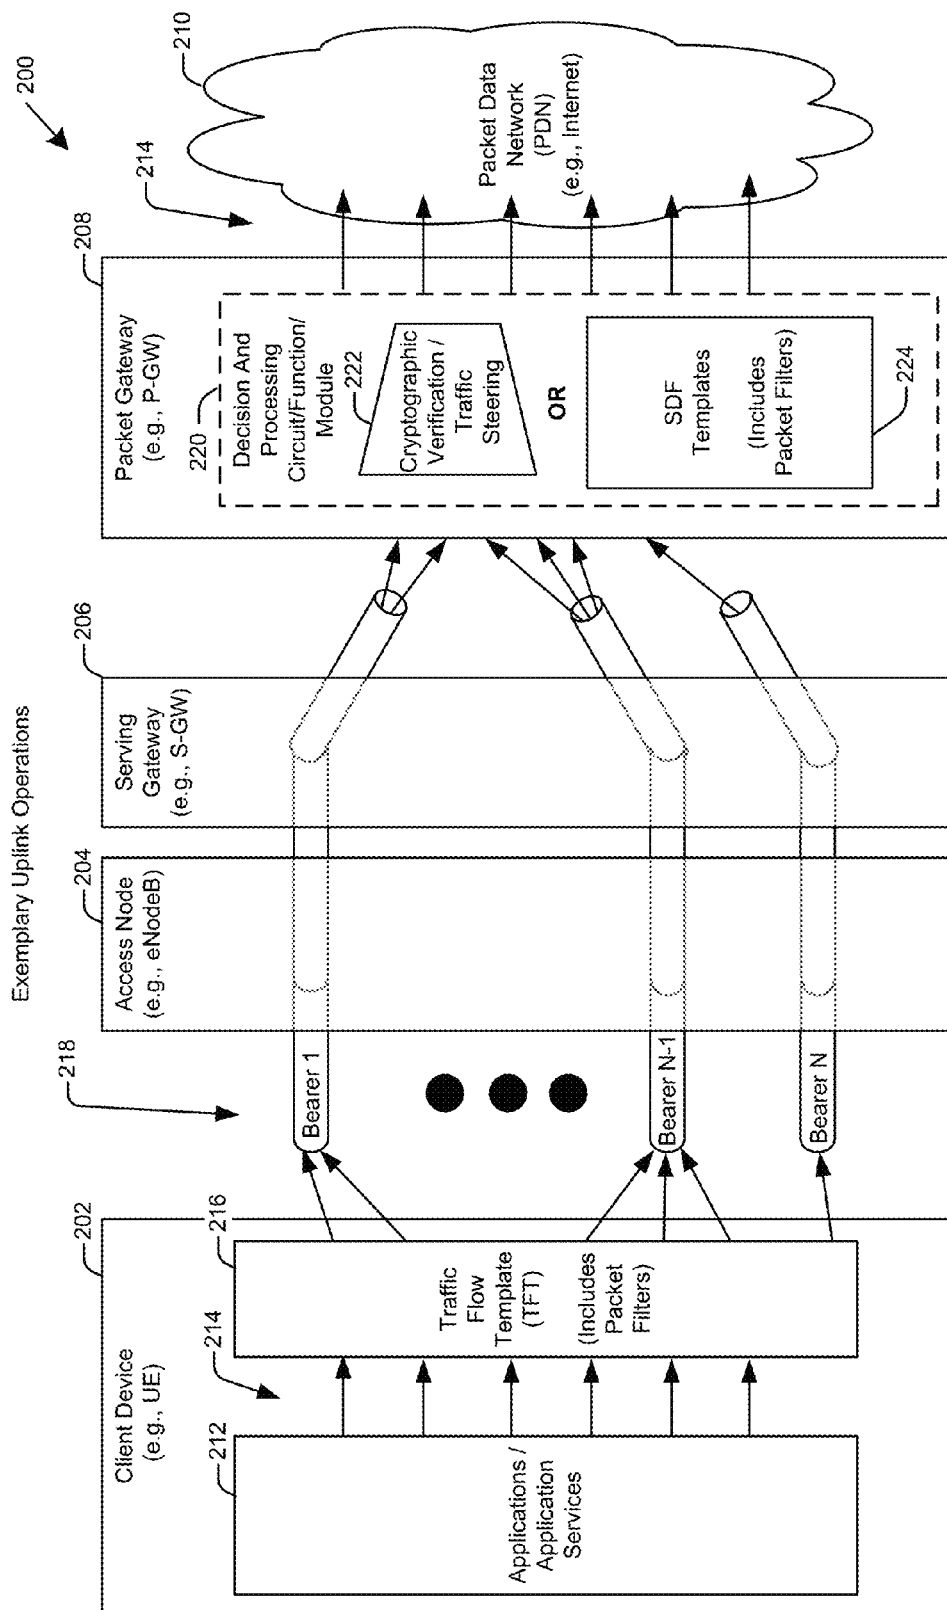 Exemplary Uplink Operations
200
202
Client Device
(e.g., UE)
212
Applications /
Application
Services
214
216
Traffic
Flow
Template
(TFT)
(Includes
Packet
Filters)
218
Bearer 1
Bearer N-1
Bearer N
204
Access Node
(e.g., eNodeB)
206
Serving
Gateway
(e.g., S-GW)
208
Packet Gateway
(e.g., P-GW)
220
Decision And
Processing
Circuit/Function/
Module
222
Cryptographic
Verification /
Traffic
Steering
OR
SDF
Templates
(Includes
Packet Filters)
224
214
210
Packet Data
Network
(PDN)
(e.g., Internet)